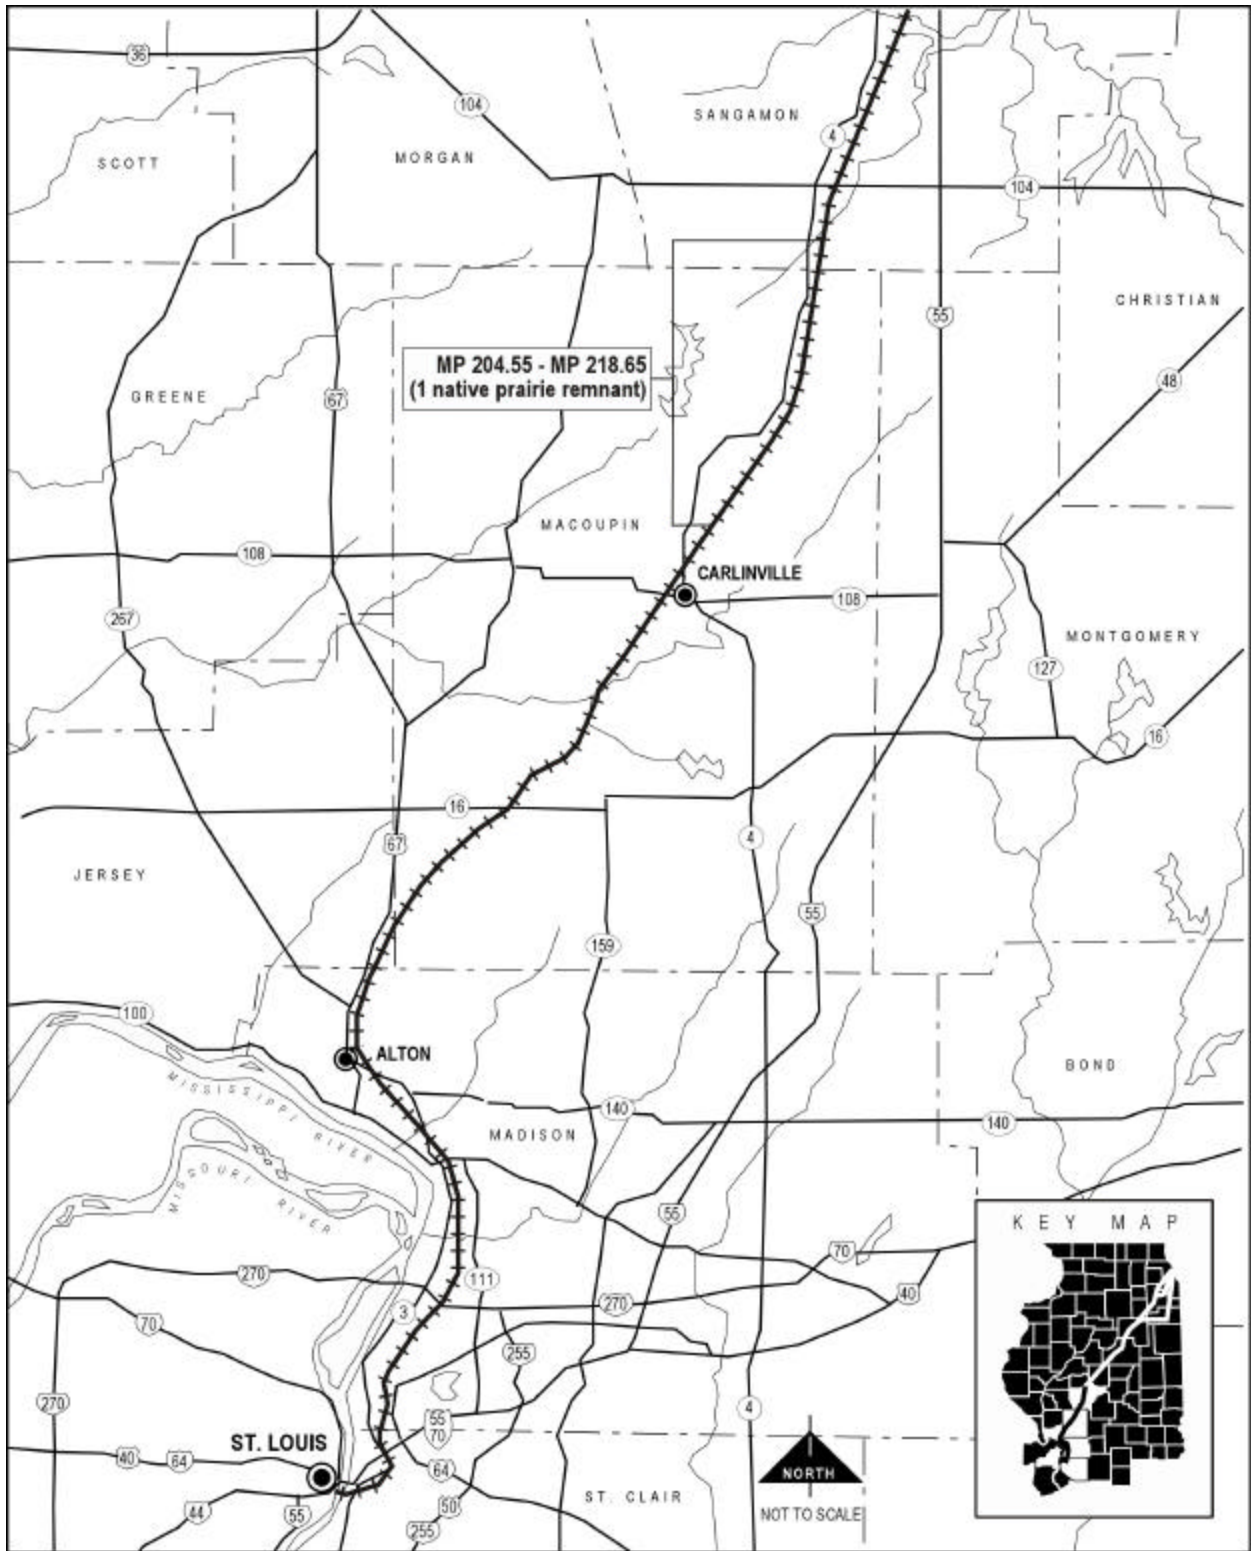 36
104
SANGAMON
4
SCOTT
MORGAN
104
CHRISTIAN
55
MP 204.55 - MP 218.65
(1 native prairie remnant)
48
GREENE
67
MACOUPIN
108
CARLINVILLE
108
267
MONTGOMERY
127
16
16
4
67
JERSEY
55
159
100
ALTON
BOND
MISSISSIPPI RIVER
140
140
MADISON
MISSOURI RIVER
55
KEY MAP
70
270
111
40
270
3
70
255
270
4
55
70
ST. LOUIS
40
64
64
NORTH
ST. CLAIR
50
NOT TO SCALE
44
55
255